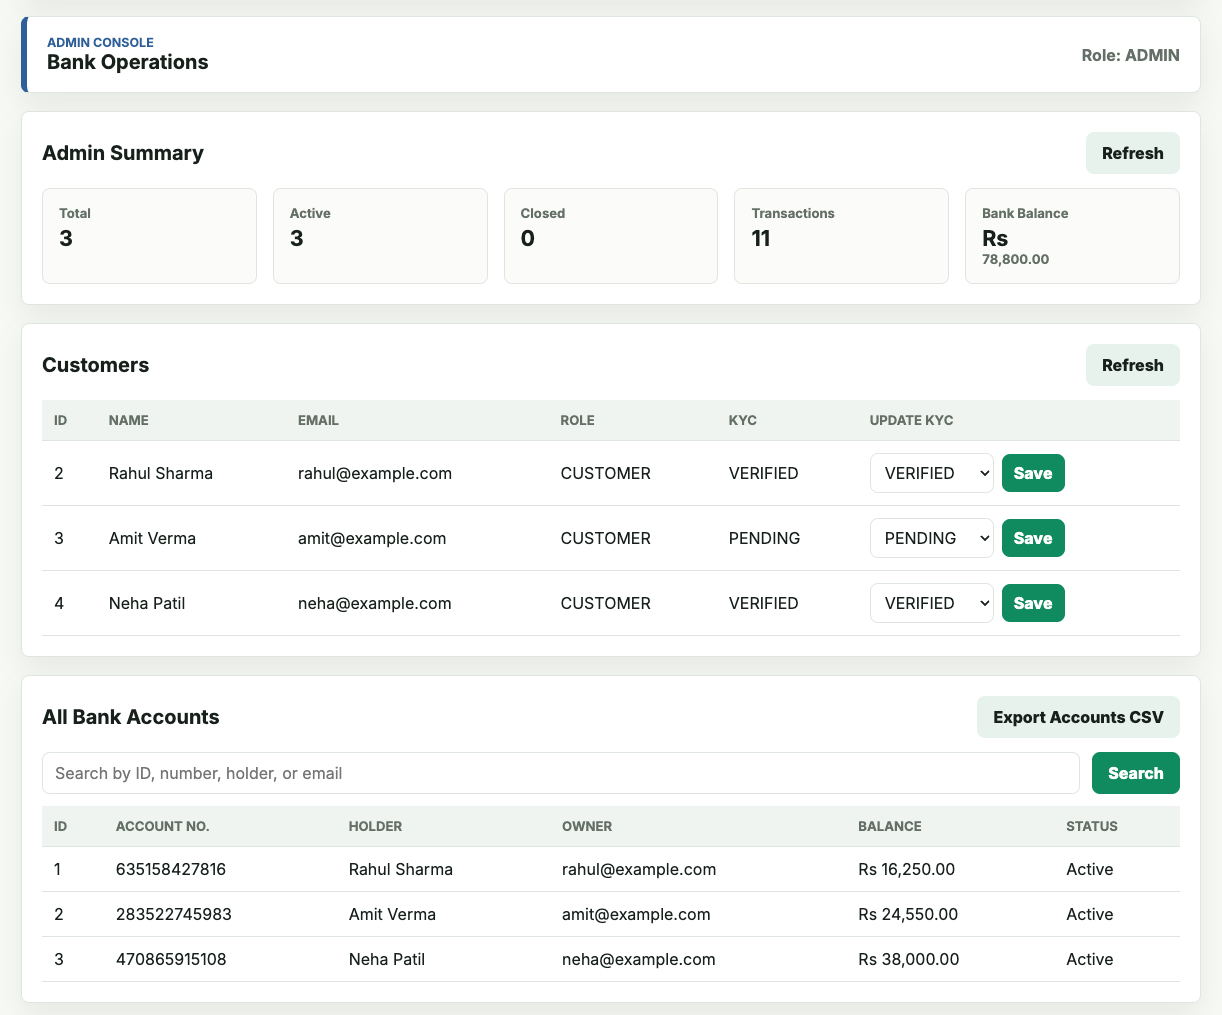 ADMIN CONSOLE
Bank Operations
Role: ADMIN
Admin Summary
Refresh
Total
3
Active
3
Closed
0
Transactions
11
Bank Balance
Rs
78,800.00
Customers
Refresh
ID NAME EMAIL ROLE KYC UPDATE KYC
2 Rahul Sharma rahul@example.com CUSTOMER VERIFIED VERIFIED Save
3 Amit Verma amit@example.com CUSTOMER PENDING PENDING Save
4 Neha Patil neha@example.com CUSTOMER VERIFIED VERIFIED Save
All Bank Accounts
Export Accounts CSV
Search by ID, number, holder, or email
Search
ID ACCOUNT NO. HOLDER OWNER BALANCE STATUS
1 635158427816 Rahul Sharma rahul@example.com Rs 16,250.00 Active
2 283522745983 Amit Verma amit@example.com Rs 24,550.00 Active
3 470865915108 Neha Patil neha@example.com Rs 38,000.00 Active